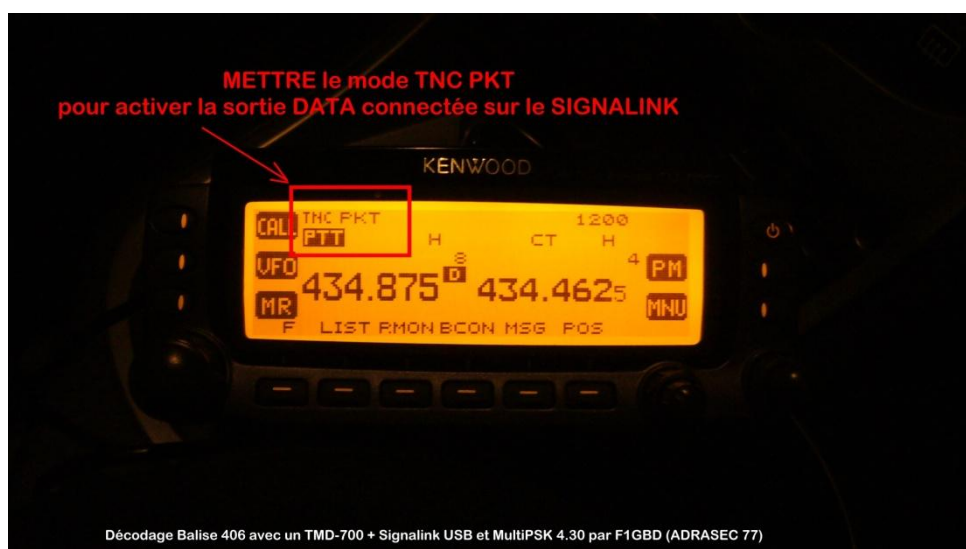 METTRE le mode TNC PKT
pour activer la sortie DATA connectée sur le SIGNALINK
KENWOOD
CALL TNC PKT 1200
PTT H CT H
VFO 434.875 8 D 434.4625 4 PM
MR MNU
F LIST P.MON BCON MSG POS
Décodage Balise 406 avec un TMD-700 + Signalink USB et MultiPSK 4.30 par F1GBD (ADRASEC 77)